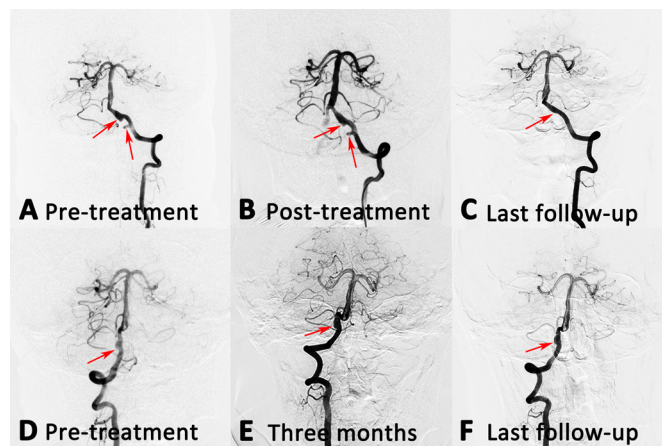 A Pre-treatment
B Post-treatment
C Last follow-up
D Pre-treatment
E Three months
F Last follow-up